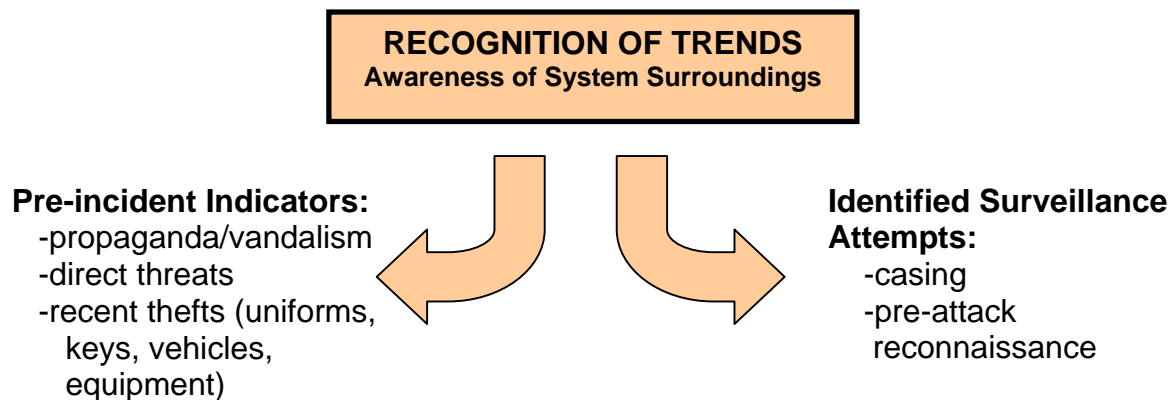 RECOGNITION OF TRENDS
Awareness of System Surroundings
Pre-incident Indicators:
-propaganda/vandalism
-direct threats
-recent thefts (uniforms,
keys, vehicles,
equipment)
Identified Surveillance
Attempts:
-casing
-pre-attack
reconnaissance